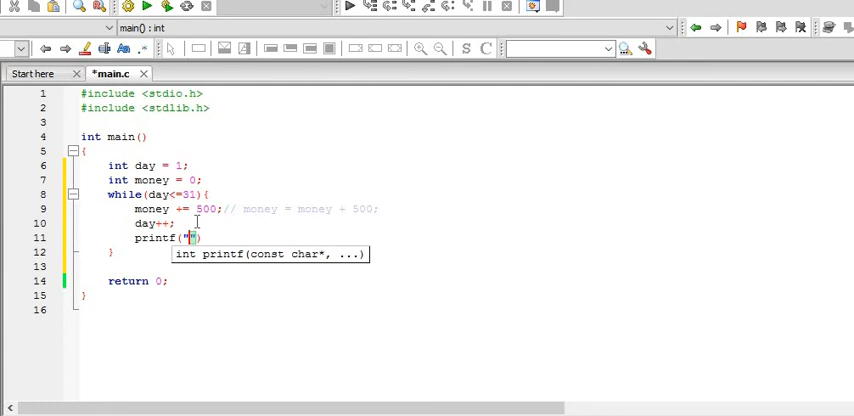 main() : int
Aa .*
S C
Start here
*main.c
1 #include <stdio.h>
2 #include <stdlib.h>
3
4 int main()
5 {
6 int day = 1;
7 int money = 0;
8 while(day<=31){
9 money += 500;// money = money + 500;
10 day++;
11 printf("")
int printf(const char*, ...)
12 }
13
14 return 0;
15 }
16